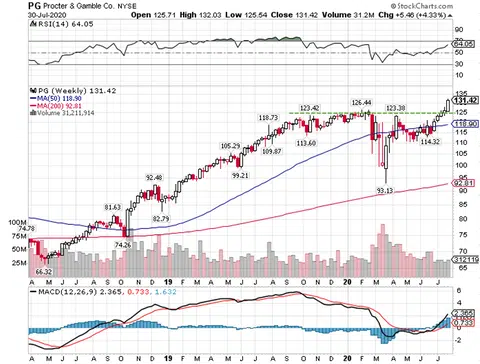 PG Procter & Gamble Co. NYSE
© StockCharts.com
30-Jul-2020
Open 125.71 High 132.03 Low 125.54 Close 131.42 Volume 31.2M Chg +5.46 (+4.33%)
RSI(14) 64.05
90
70
64.05
50
30
10
PG (Weekly) 131.42
MA(50) 118.90
MA(200) 92.81
Volume 31,211,914
131.42
126.44
123.42
123.38
118.73
125
118.90
115
114.32
113.60
109.87
105.29
105
99.21
95
93.13
92.81
92.48
85
82.79
81.63
75
74.78
74.26
66.32
65
100M
75M
50M
25M
A M J J A S O N D 19 F M A M J J A S O N D 20 F M A M J J
MACD(12,26,9) 2.365, 0.733, 1.632
6
4
2.365
0.733
-2